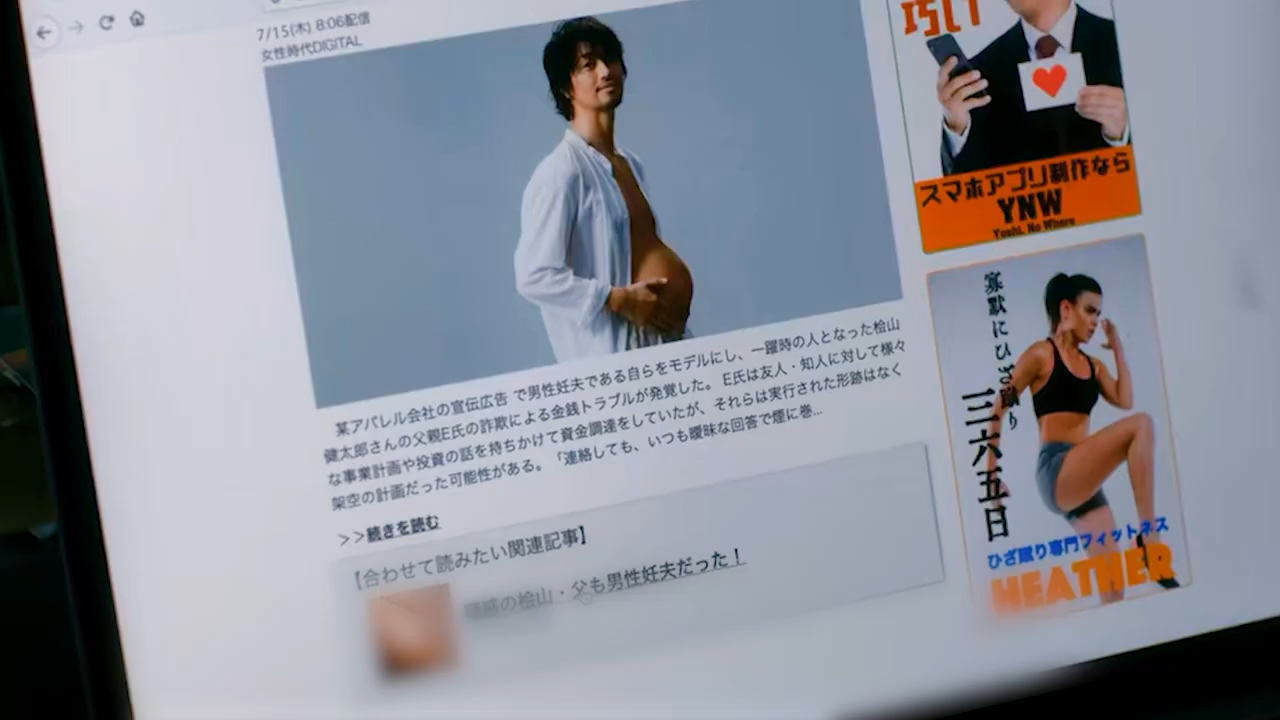 7/15(木) 8:06配信
女性時代DIGITAL
某アパレル会社の宣伝広告 で男性妊夫である自らをモデルにし、一躍時の人となった桧山
健太郎さんの父親E氏の詐欺による金銭トラブルが発覚した。 E氏は友人・知人に対して様々
な事業計画や投資の話を持ちかけて資金調達をしていたが、それらは実行された形跡はなく
架空の計画だった可能性がある。 「連絡しても、いつも曖昧な回答で煙に巻...
>>続きを読む
【合わせて読みたい関連記事】
の桧山・父も男性妊夫だった！
スマホアプリ制作なら
YNW
Yoshi, No Where
寡黙にひざ蹴り
三六五日
ひざ蹴り専門フィットネス
HEATHER